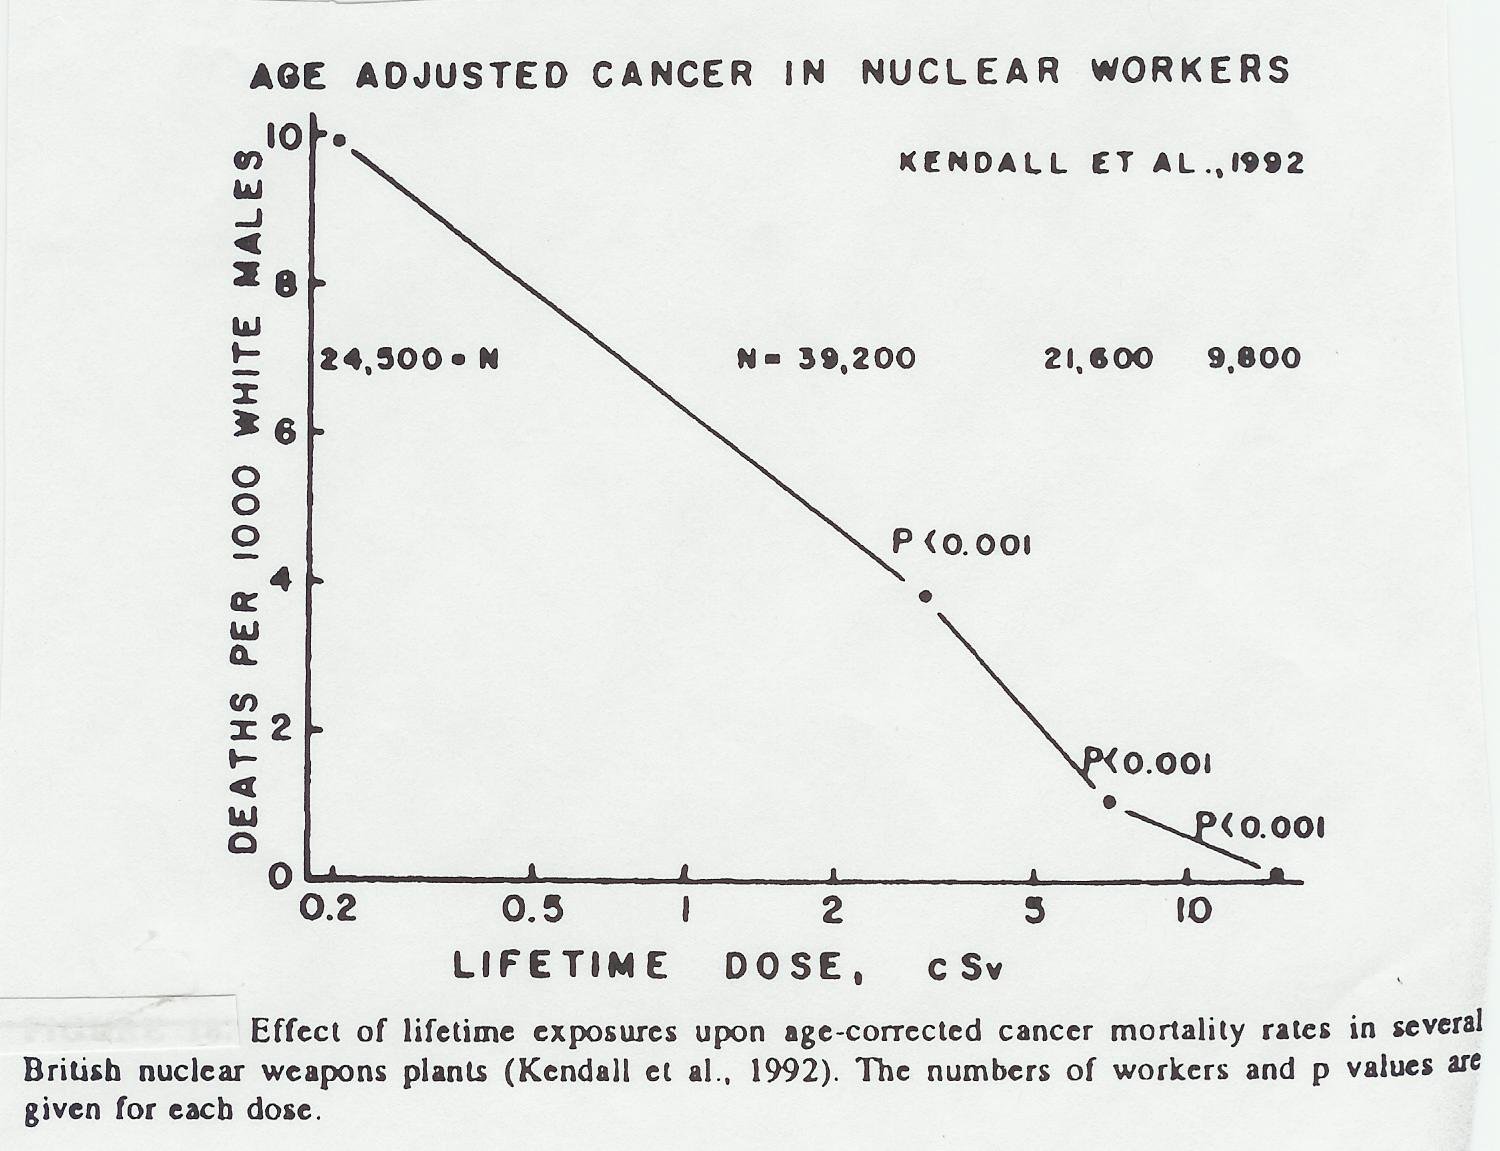 AGE ADJUSTED CANCER IN NUCLEAR WORKERS
KENDALL ET AL., 1992
DEATHS PER 1000 WHITE MALES
10
8
6
4
2
0
24,500 = N
N = 39,200
21,600
9,800
P < 0.001
P < 0.001
P < 0.001
0.2
0.5
1
2
5
10
LIFETIME DOSE, cSv
Effect of lifetime exposures upon age-corrected cancer mortality rates in several
British nuclear weapons plants (Kendall et al., 1992). The numbers of workers and p values are
given for each dose.